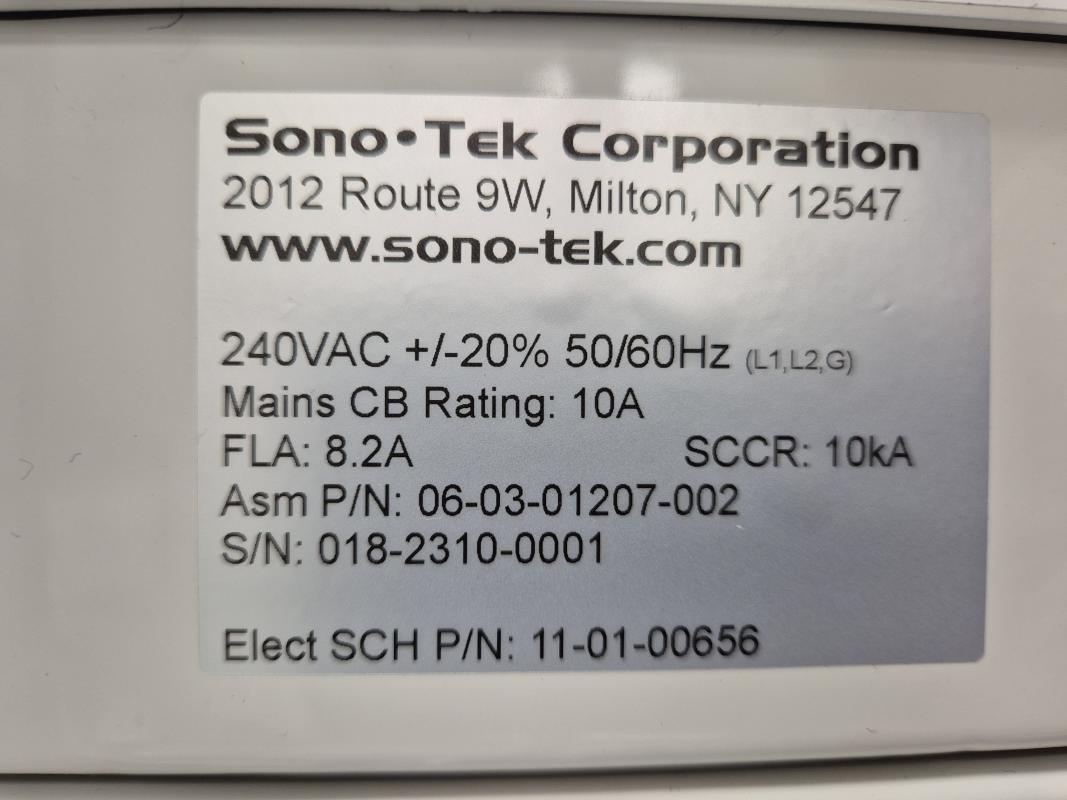 Sono•Tek Corporation
2012 Route 9W, Milton, NY 12547
www.sono-tek.com
240VAC +/-20% 50/60Hz (L1,L2,G)
Mains CB Rating: 10A
FLA: 8.2A SCCR: 10kA
Asm P/N: 06-03-01207-002
S/N: 018-2310-0001
Elect SCH P/N: 11-01-00656